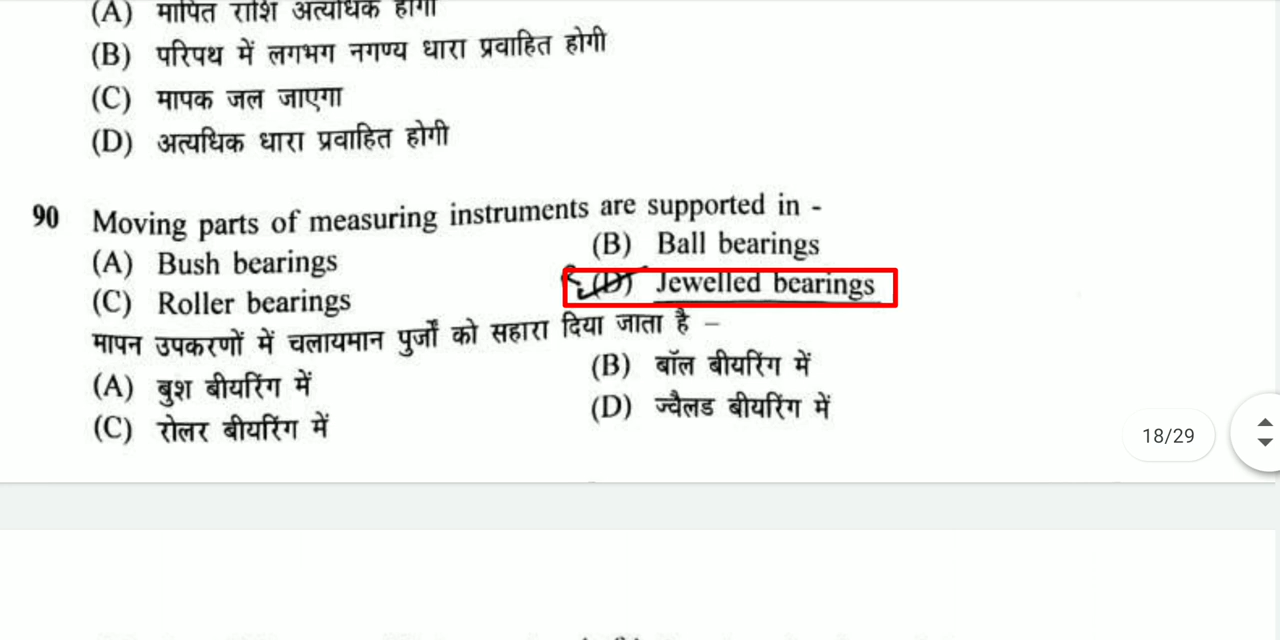 (A) मापित राशि अत्यधिक होगी
(B) परिपथ में लगभग नगण्य धारा प्रवाहित होगी
(C) मापक जल जाएगा
(D) अत्यधिक धारा प्रवाहित होगी
90 Moving parts of measuring instruments are supported in -
(A) Bush bearings (B) Ball bearings
(C) Roller bearings (D) Jewelled bearings
मापन उपकरणों में चलायमान पुर्जों को सहारा दिया जाता है –
(A) बुश बीयरिंग में (B) बॉल बीयरिंग में
(C) रोलर बीयरिंग में (D) ज्वैलड बीयरिंग में
18/29